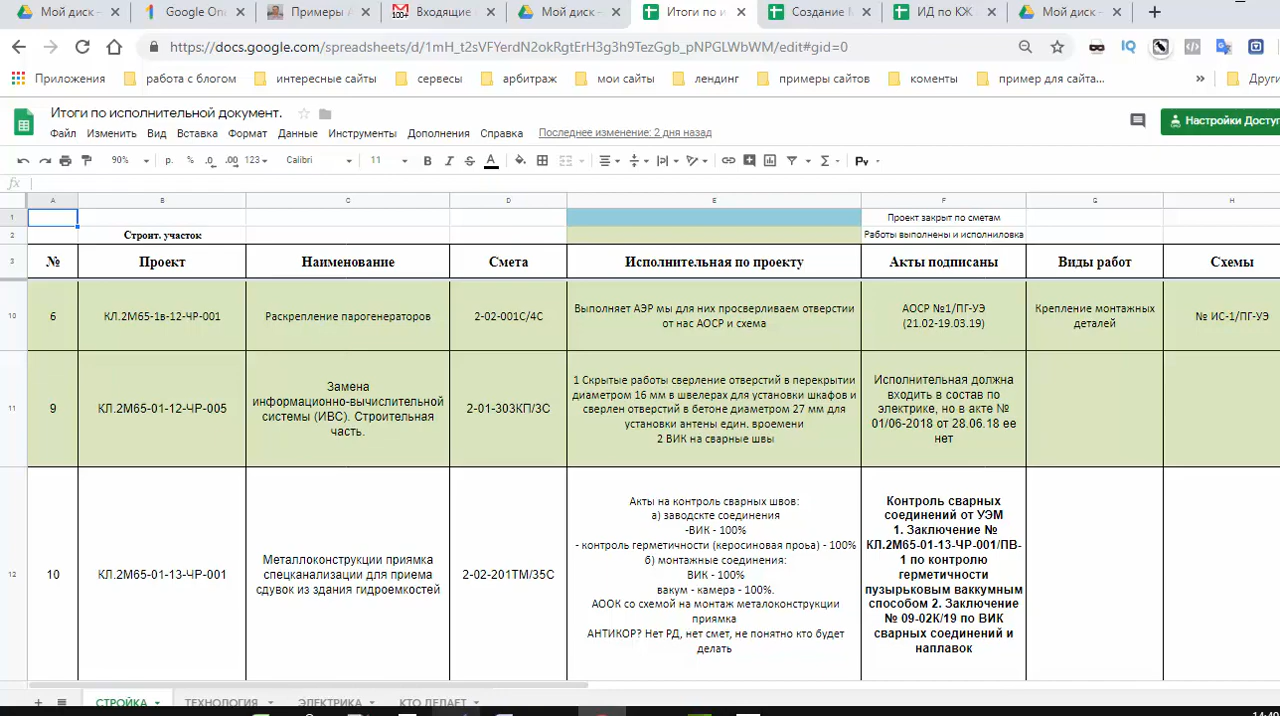 Мой диск –
Google On
Примеры /
100+
Входящие
Мой диск –
Итоги по и
Создание М
ИД по КЖ
Мой диск –
https://docs.google.com/spreadsheets/d/1mH_t2sVFYerdN2okRgtErH3g3h9TezGgb_pNPGLWbWM/edit#gid=0
IQ
Приложения
работа с блогом
интересные сайты
сервесы
арбитраж
мои сайты
лендинг
примеры сайтов
коменты
пример для сайта...
»
Други
Итоги по исполнительной документ.
Файл Изменить Вид Вставка Формат Данные Инструменты Дополнения Справка
Последнее изменение: 2 дня назад
Настройки Доступ
90% р. % .0 .00 123 Calibri 11 B I S A Σ Pv
fx
A B C D E F G H
1 Проект закрыт по сметам
2 Строит. участок Работы выполнены и исполниловка
3 № Проект Наименование Смета Исполнительная по проекту Акты подписаны Виды работ Схемы
10
6
КЛ.2М65-1в-12-ЧР-001
Раскрепление парогенераторов
2-02-001С/4С
Выполняет АЭР мы для них просверливаем отверстии
от нас АОСР и схема
АОСР №1/ПГ-УЭ
(21.02-19.03.19)
Крепление монтажных
деталей
№ ИС-1/ПГ-УЭ
11
9
КЛ.2М65-01-12-ЧР-005
Замена
информационно-вычислительной
системы (ИВС). Строительная
часть.
2-01-303КП/3С
1 Скрытые работы сверление отверстий в перекрытии
диаметром 16 мм в швелерах для установки шкафов и
сверлен отверстий в бетоне диаметром 27 мм для
установки антены един. вроемени
2 ВИК на сварные швы
Исполнительная должна
входить в состав по
электрике, но в акте №
01/06-2018 от 28.06.18 ее
нет
12
10
КЛ.2М65-01-13-ЧР-001
Металлоконструкции приямка
спецканализации для приема
сдувок из здания гидроемкостей
2-02-201ТМ/35С
Акты на контроль сварных швов:
а) заводскте соединения
-ВИК - 100%
- контроль герметичности (керосиновая проьа) - 100%
б) монтажные соединения:
ВИК - 100%
вакум - камера - 100%.
АООК со схемой на монтаж металоконструкции
приямка
АНТИКОР? Нет РД, нет смет, не понятно кто будет
делать
Контроль сварных
соединений от УЭМ
1. Заключение №
КЛ.2М65-01-13-ЧР-001/ПВ-
1 по контролю
герметичности
пузырьковым ваккумным
способом 2. Заключение
№ 09-02К/19 по ВИК
сварных соединений и
наплавок
СТРОЙКА ТЕХНОЛОГИЯ ЭЛЕКТРИКА КТО ДЕЛАЕТ